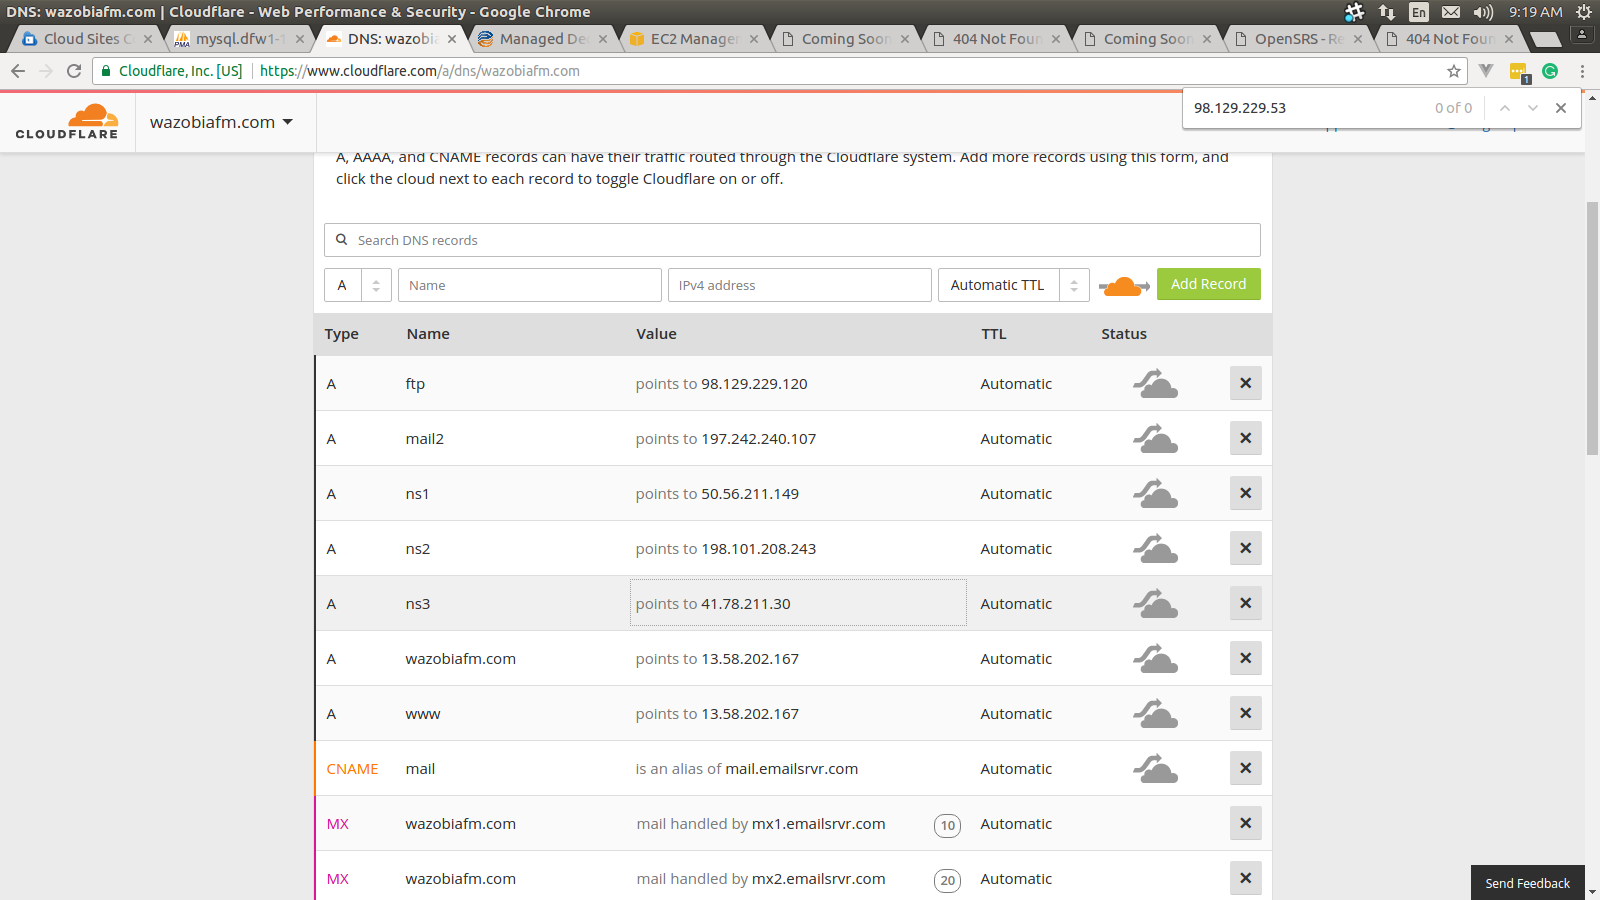 DNS: wazobiafm.com | Cloudflare - Web Performance & Security - Google Chrome
En
9:19 AM
Cloud Sites C
PMA
mysql.dfw1-1
DNS: wazobia
Managed De
EC2 Manager
Coming Soon
404 Not Foun
Coming Soon
OpenSRS - Re
404 Not Foun
Cloudflare, Inc. [US]
https://www.cloudflare.com/a/dns/wazobiafm.com
1
98.129.229.53
0 of 0
CLOUDFLARE
wazobiafm.com
A, AAAA, and CNAME records can have their traffic routed through the Cloudflare system. Add more records using this form, and
click the cloud next to each record to toggle Cloudflare on or off.
Search DNS records
A
Name
IPv4 address
Automatic TTL
Add Record
Type Name Value TTL Status
A ftp points to 98.129.229.120 Automatic
A mail2 points to 197.242.240.107 Automatic
A ns1 points to 50.56.211.149 Automatic
A ns2 points to 198.101.208.243 Automatic
A ns3 points to 41.78.211.30 Automatic
A wazobiafm.com points to 13.58.202.167 Automatic
A www points to 13.58.202.167 Automatic
CNAME mail is an alias of mail.emailsrvr.com Automatic
MX wazobiafm.com mail handled by mx1.emailsrvr.com 10 Automatic
MX wazobiafm.com mail handled by mx2.emailsrvr.com 20 Automatic
Send Feedback